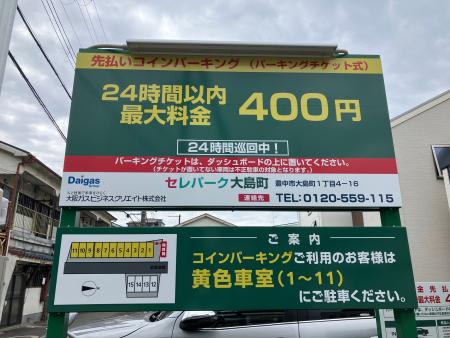 先払いコインパーキング（パーキングチケット式）
24時間以内
最大料金 400円
24時間巡回中！
パーキングチケットは、ダッシュボードの上に置いてください。
（チケットが置いてない車両は不正駐車の対象となります。）
Daigas
Group
大阪ガスビジネスクリエイト株式会社
セレパーク大島町
豊中市大島町1丁目4-16
連絡先
TEL:0120-559-115
ご案内
コインパーキングご利用のお客様は
黄色車室（1〜11）
にご駐車ください。
11 10 9 8 7 6 5 4 3 2 1
15 14 13 12